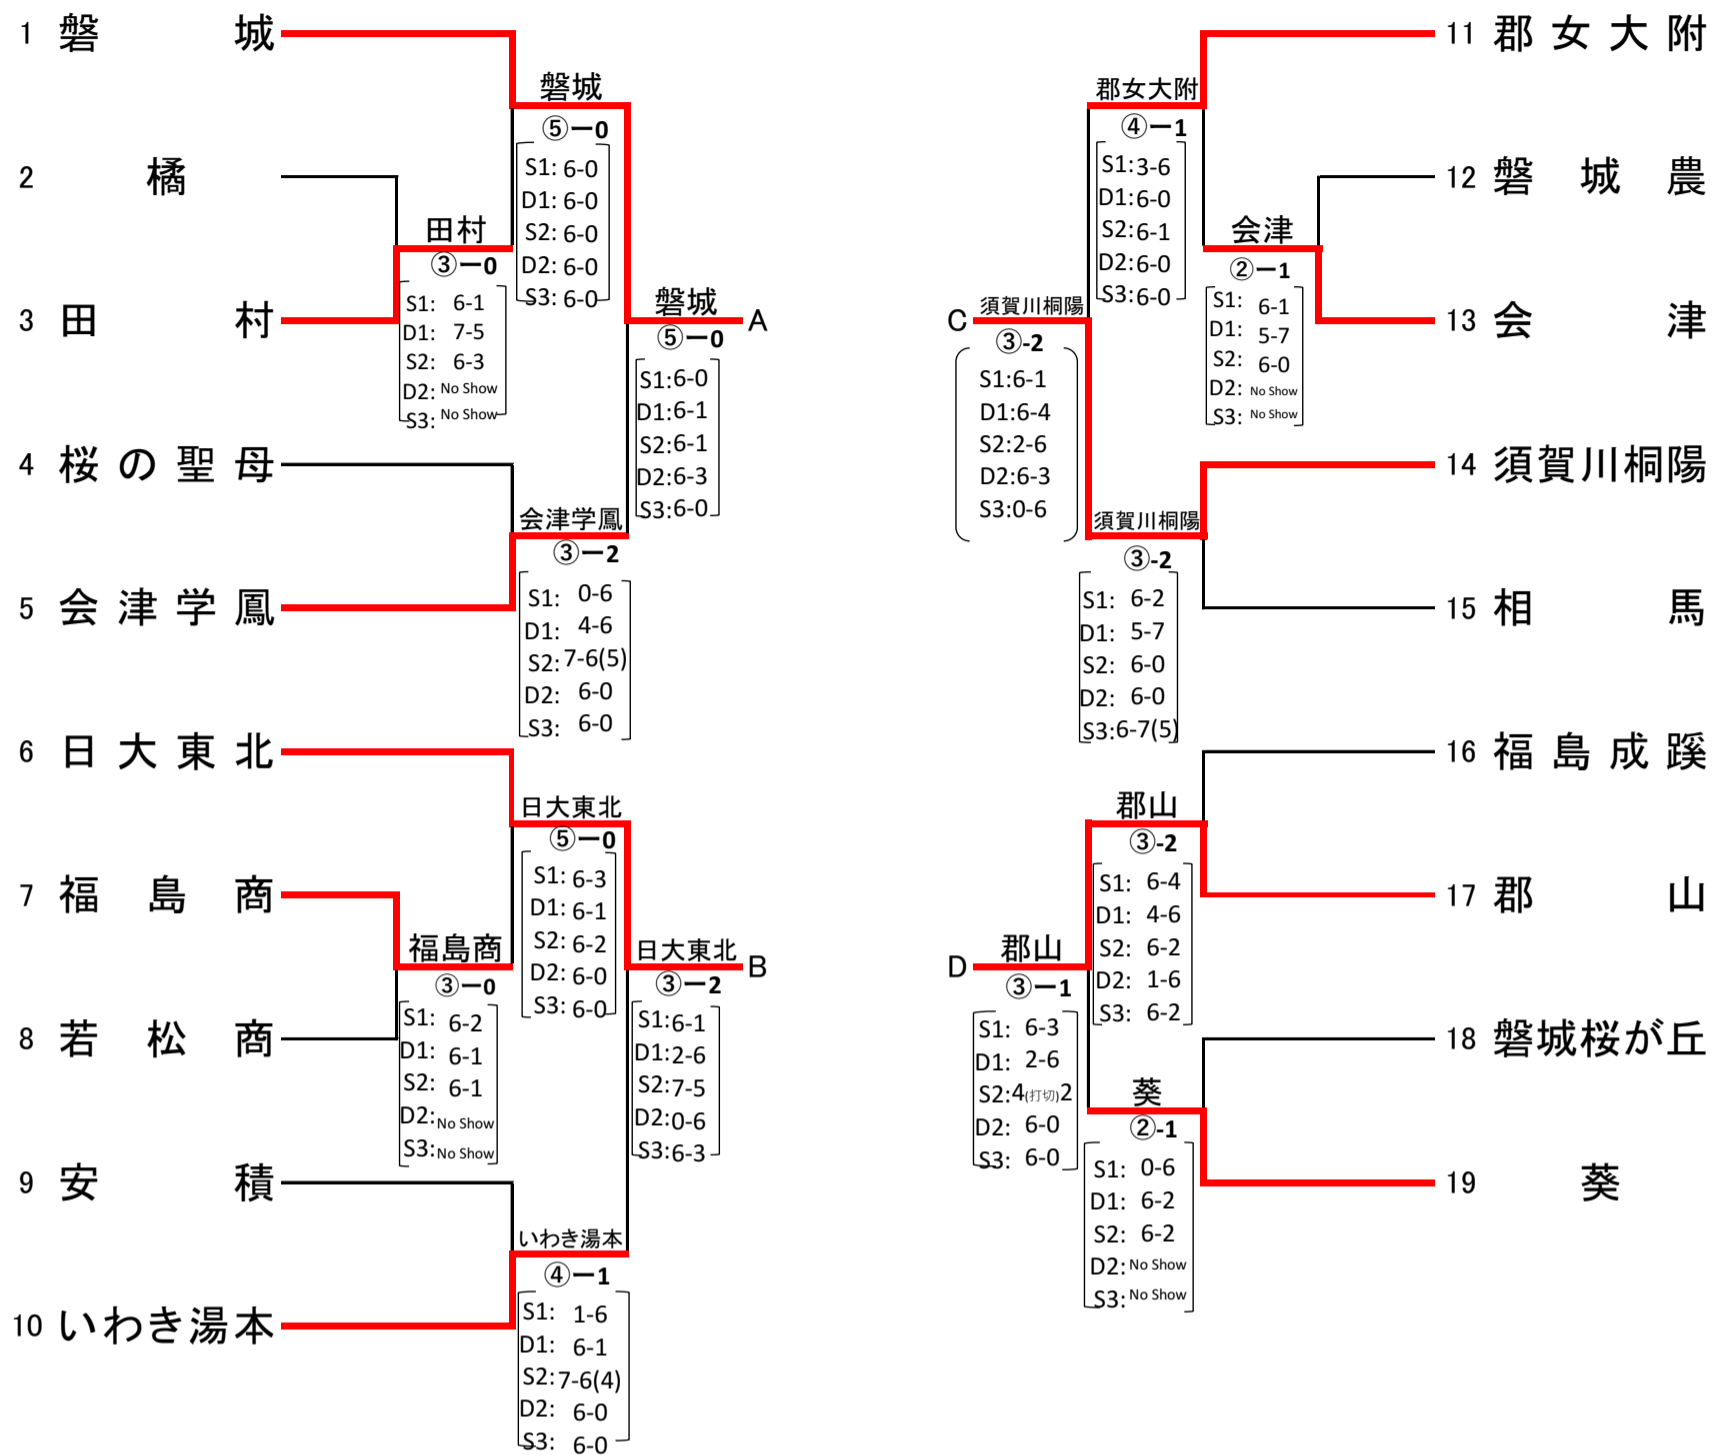 1 磐城
2 橘
3 田村
4 桜の聖母
5 会津学鳳
6 日大東北
7 福島商
8 若松商
9 安積
10 いわき湯本
田村
③ー0
S1: 6-1
D1: 7-5
S2: 6-3
D2: No Show
S3: No Show
福島商
③ー0
S1: 6-2
D1: 6-1
S2: 6-1
D2: No Show
S3: No Show
磐城
⑤ー0
S1: 6-0
D1: 6-0
S2: 6-0
D2: 6-0
S3: 6-0
会津学鳳
③ー2
S1: 0-6
D1: 4-6
S2: 7-6(5)
D2: 6-0
S3: 6-0
日大東北
⑤ー0
S1: 6-3
D1: 6-1
S2: 6-2
D2: 6-0
S3: 6-0
いわき湯本
④ー1
S1: 1-6
D1: 6-1
S2: 7-6(4)
D2: 6-0
S3: 6-0
磐城
A
⑤ー0
S1:6-0
D1:6-1
S2:6-1
D2:6-3
S3:6-0
日大東北
B
③ー2
S1:6-1
D1:2-6
S2:7-5
D2:0-6
S3:6-3
C
須賀川桐陽
③-2
S1:6-1
D1:6-4
S2:2-6
D2:6-3
S3:0-6
D
郡山
③ー1
S1: 6-3
D1: 2-6
S2:4(打切)2
D2: 6-0
S3: 6-0
郡女大附
④ー1
S1:3-6
D1:6-0
S2:6-1
D2:6-0
S3:6-0
須賀川桐陽
③-2
S1: 6-2
D1: 5-7
S2: 6-0
D2: 6-0
S3:6-7(5)
郡山
③-2
S1: 6-4
D1: 4-6
S2: 6-2
D2: 1-6
S3: 6-2
葵
②-1
S1: 0-6
D1: 6-2
S2: 6-2
D2: No Show
S3: No Show
会津
②ー1
S1: 6-1
D1: 5-7
S2: 6-0
D2: No Show
S3: No Show
11 郡女大附
12 磐城農
13 会津
14 須賀川桐陽
15 相馬
16 福島成蹊
17 郡山
18 磐城桜が丘
19 葵